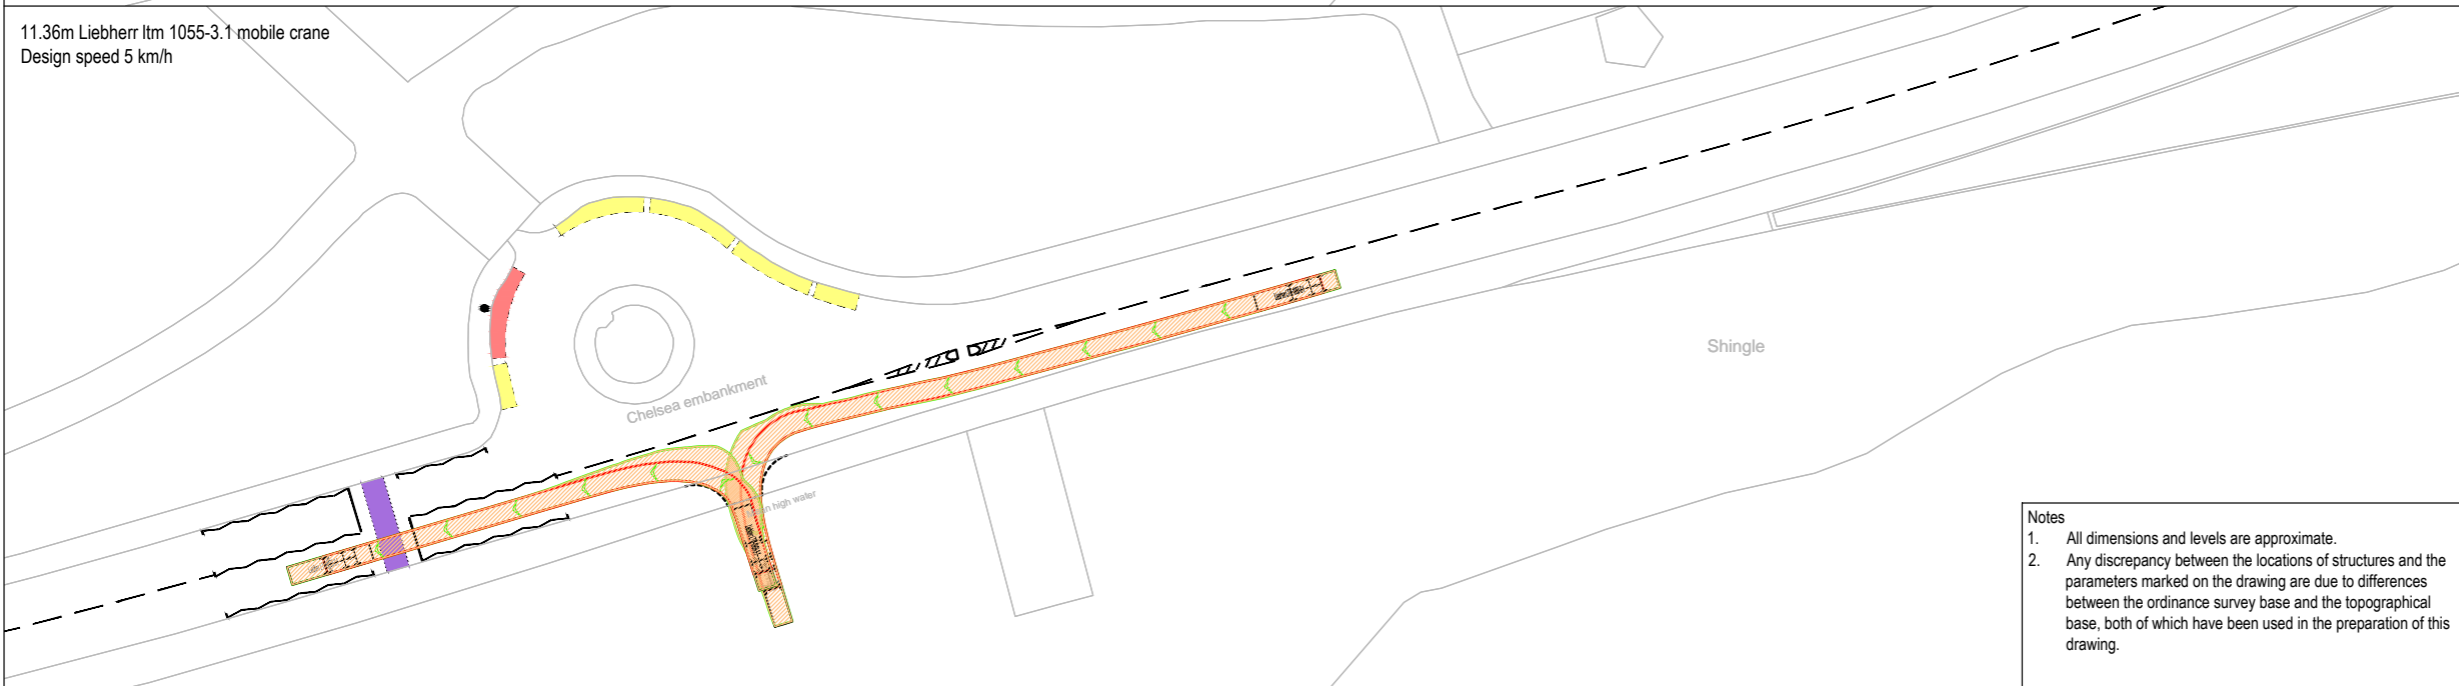 11.36m Liebherr ltm 1055-3.1 mobile crane
Design speed 5 km/h
Chelsea embankment
Shingle
high water
Notes
1. All dimensions and levels are approximate.
2. Any discrepancy between the locations of structures and the
parameters marked on the drawing are due to differences
between the ordinance survey base and the topographical
base, both of which have been used in the preparation of this
drawing.